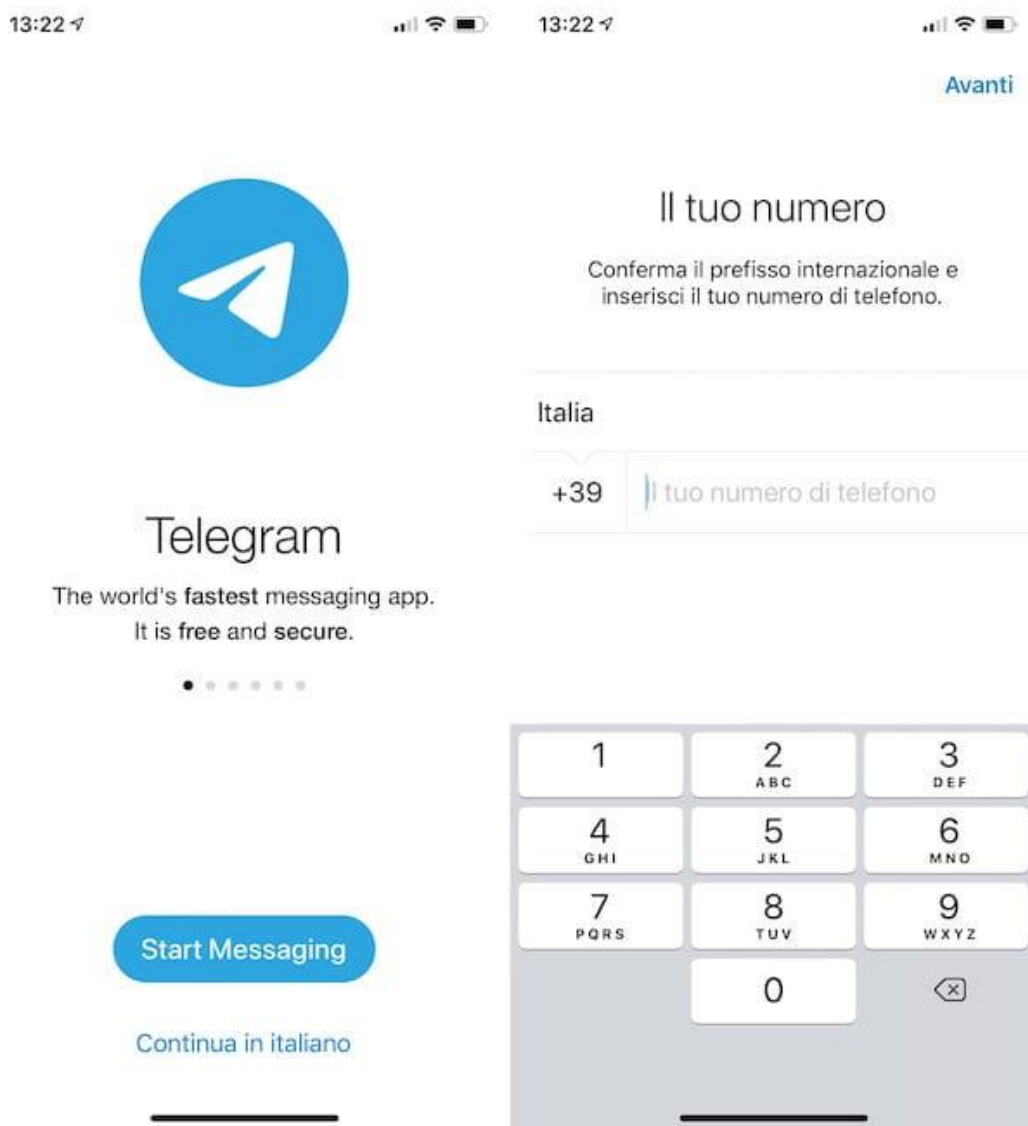 13:22
Telegram
The world's fastest messaging app.
It is free and secure.
Start Messaging
Continua in italiano
13:22
Avanti
Il tuo numero
Conferma il prefisso internazionale e
inserisci il tuo numero di telefono.
Italia
+39 Il tuo numero di telefono
1 2 3
ABC DEF
4 5 6
GHI JKL MNO
7 8 9
PQRS TUV WXYZ
0